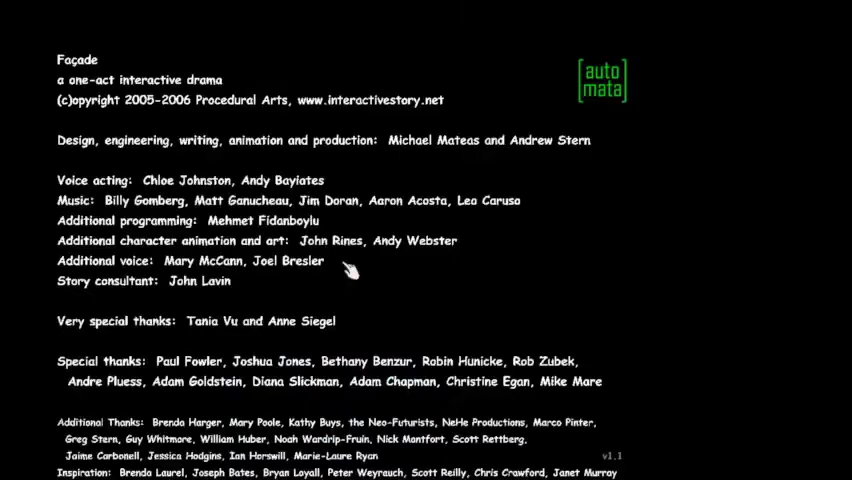 Façade
a one-act interactive drama
(c)opyright 2005-2006 Procedural Arts, www.interactivestory.net
[auto
mata]
Design, engineering, writing, animation and production: Michael Mateas and Andrew Stern
Voice acting: Chloe Johnston, Andy Bayiates
Music: Billy Gomberg, Matt Ganucheau, Jim Doran, Aaron Acosta, Lea Caruso
Additional programming: Mehmet Fidanboylu
Additional character animation and art: John Rines, Andy Webster
Additional voice: Mary McCann, Joel Bresler
Story consultant: John Lavin
Very special thanks: Tania Vu and Anne Siegel
Special thanks: Paul Fowler, Joshua Jones, Bethany Benzur, Robin Hunicke, Rob Zubek,
Andre Pluess, Adam Goldstein, Diana Slickman, Adam Chapman, Christine Egan, Mike Mare
Additional Thanks: Brenda Harger, Mary Poole, Kathy Buys, the Neo-Futurists, NeHe Productions, Marco Pinter,
Greg Stern, Guy Whitmore, William Huber, Noah Wardrip-Fruin, Nick Montfort, Scott Rettberg,
Jaime Carbonell, Jessica Hodgins, Ian Horswill, Marie-Laure Ryan
v1.1
Inspiration: Brenda Laurel, Joseph Bates, Bryan Loyall, Peter Weyrauch, Scott Reilly, Chris Crawford, Janet Murray